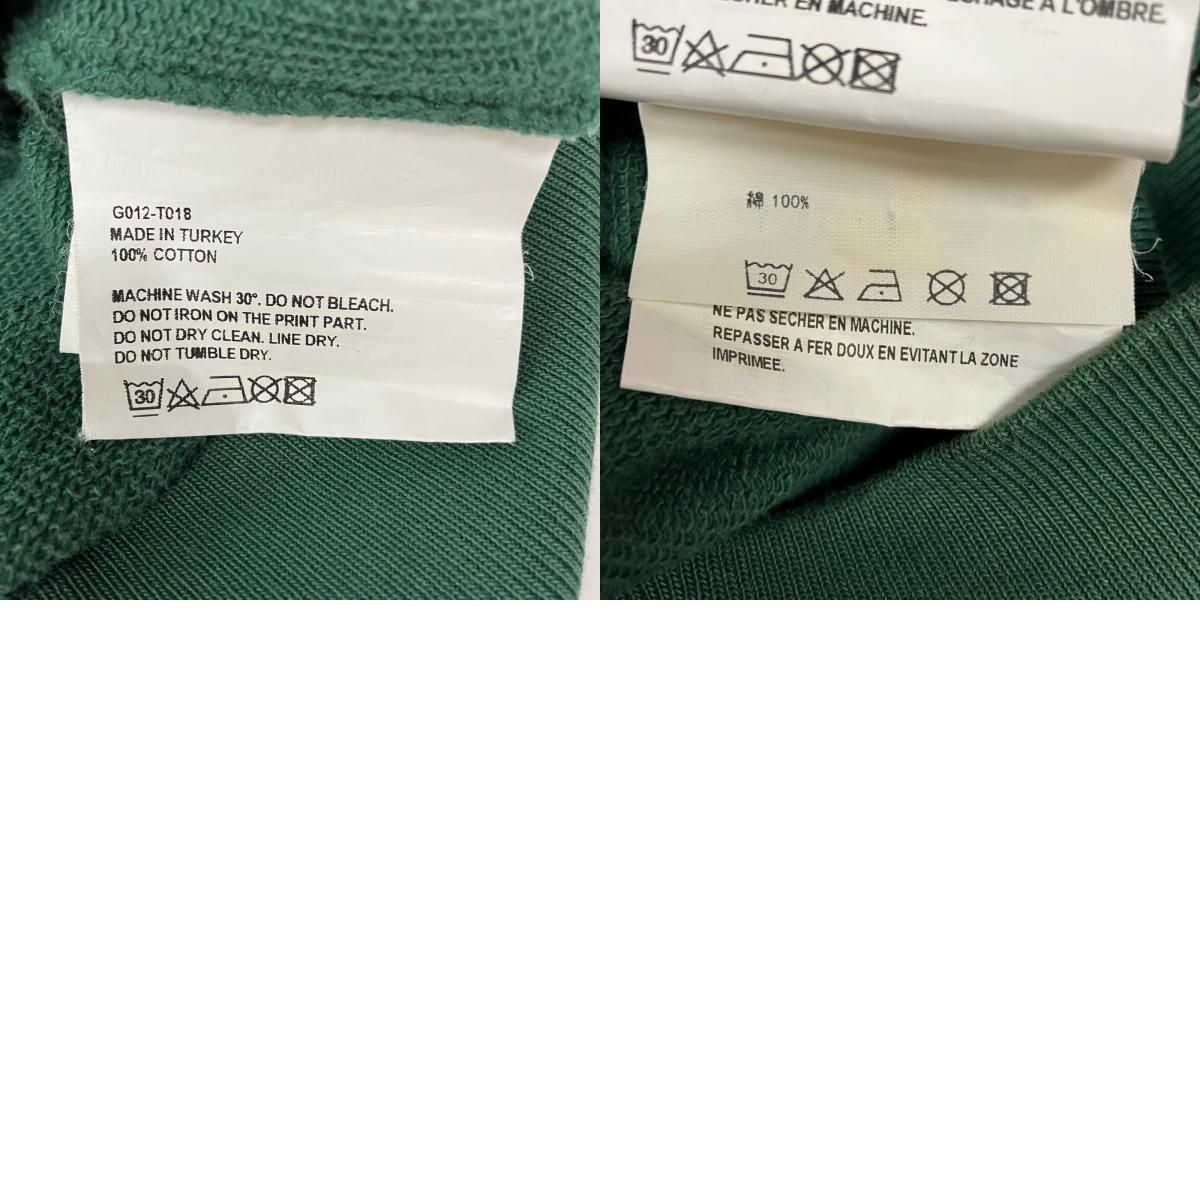 G012-T018
MADE IN TURKEY
100% COTTON
MACHINE WASH 30°. DO NOT BLEACH.
DO NOT IRON ON THE PRINT PART.
DO NOT DRY CLEAN. LINE DRY.
DO NOT TUMBLE DRY.
30
EN MACHINE.
A L'OMBRE.
30
綿 100%
30
NE PAS SECHER EN MACHINE.
REPASSER A FER DOUX EN EVITANT LA ZONE
IMPRIMEE.